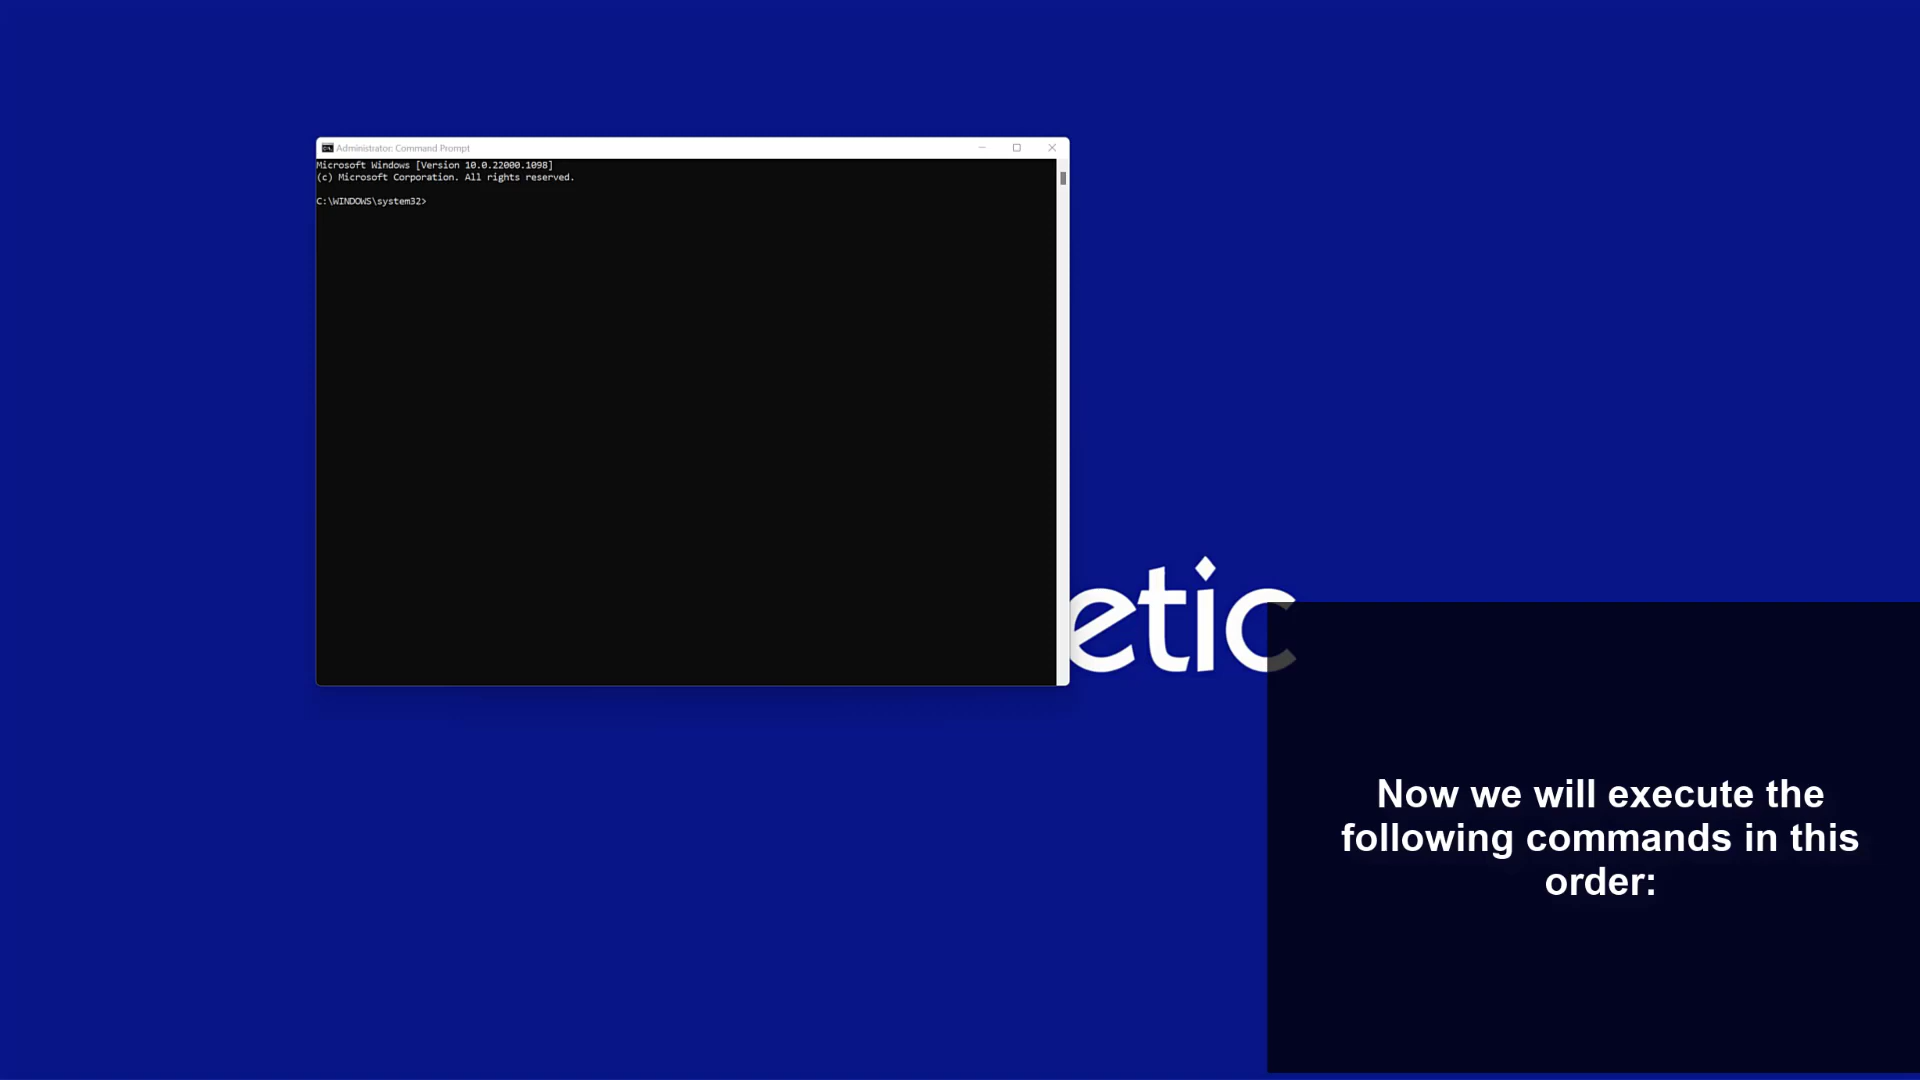 Administrator: Command Prompt
Microsoft Windows [Version 10.0.22000.1098]
(c) Microsoft Corporation. All rights reserved.
C:\WINDOWS\system32>
etic
Now we will execute the
following commands in this
order: